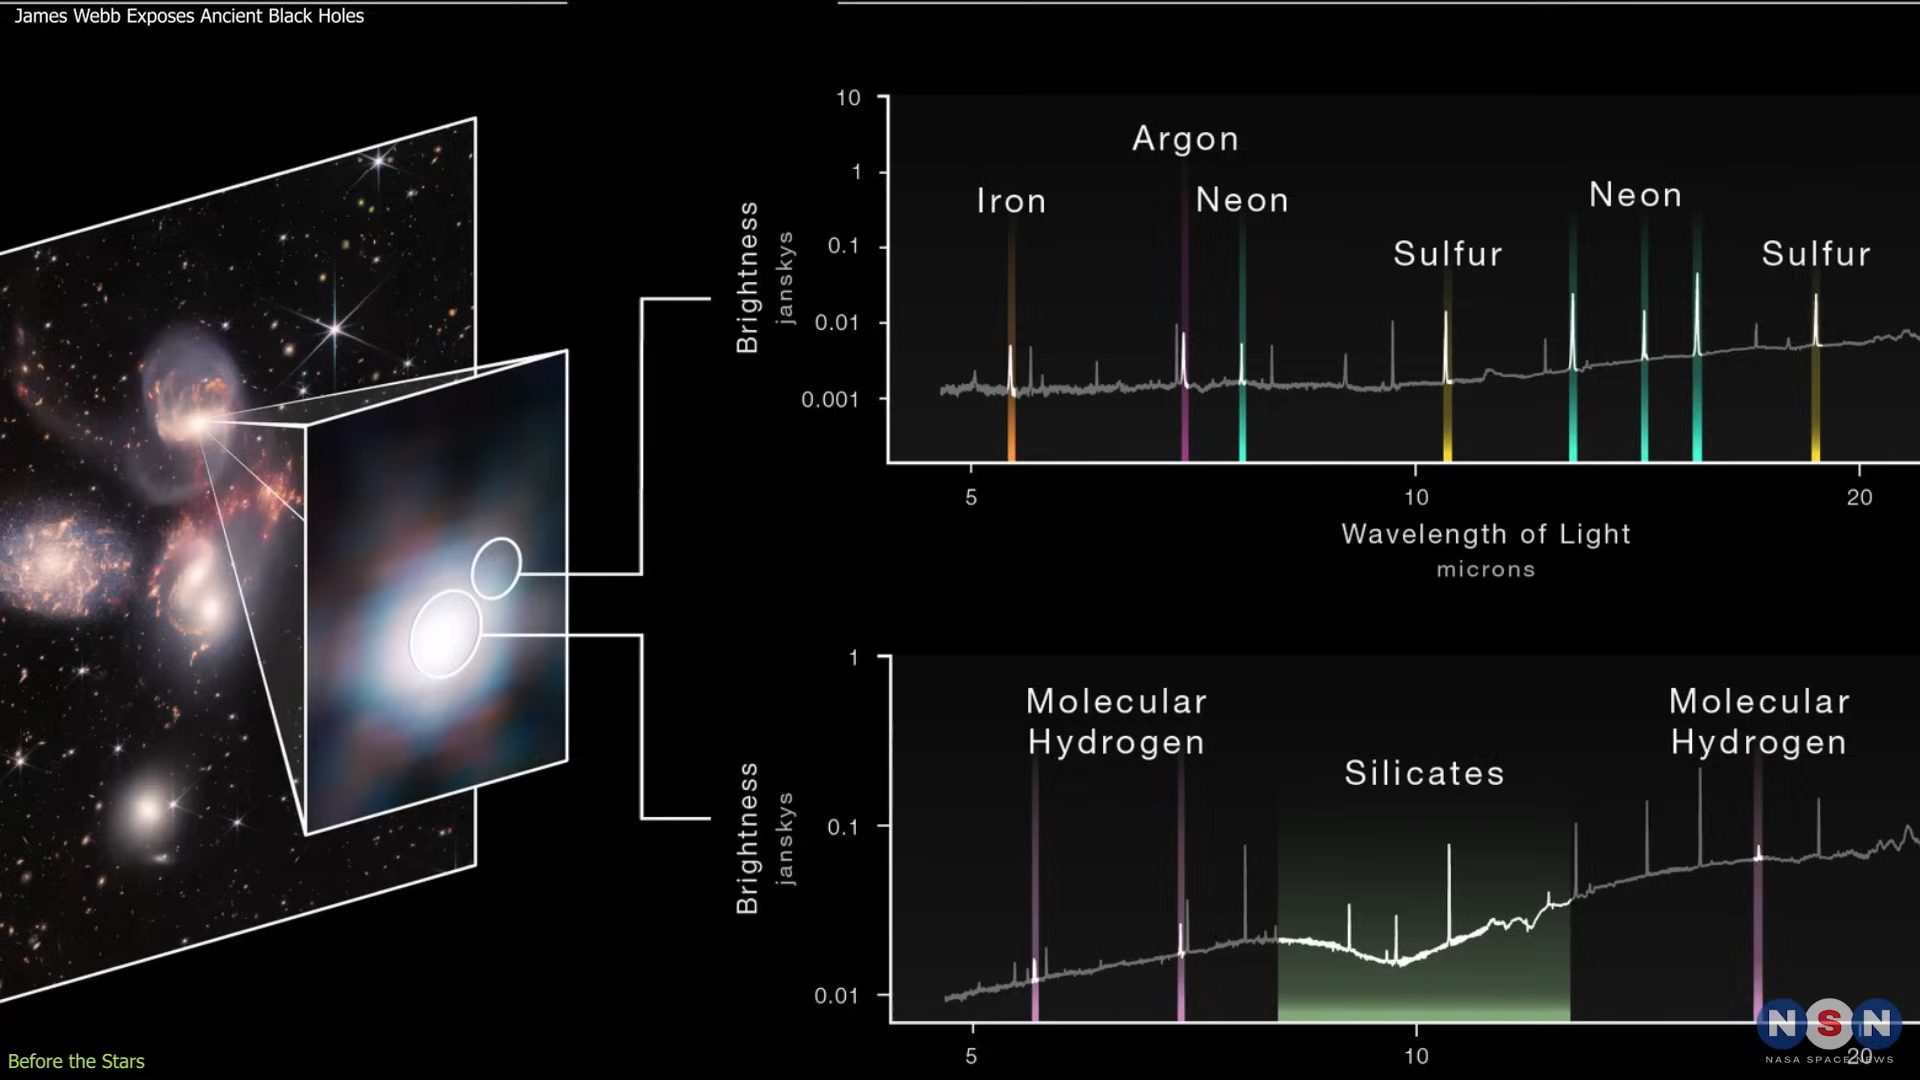 James Webb Exposes Ancient Black Holes
10
1
0.1
0.01
0.001
Brightness
janskys
Argon
Iron
Neon
Neon
Sulfur
Sulfur
5
10
20
Wavelength of Light
microns
1
0.1
0.01
Brightness
janskys
Molecular
Hydrogen
Silicates
Molecular
Hydrogen
5
10
20
NSN
NASA SPACE NEWS
Before the Stars